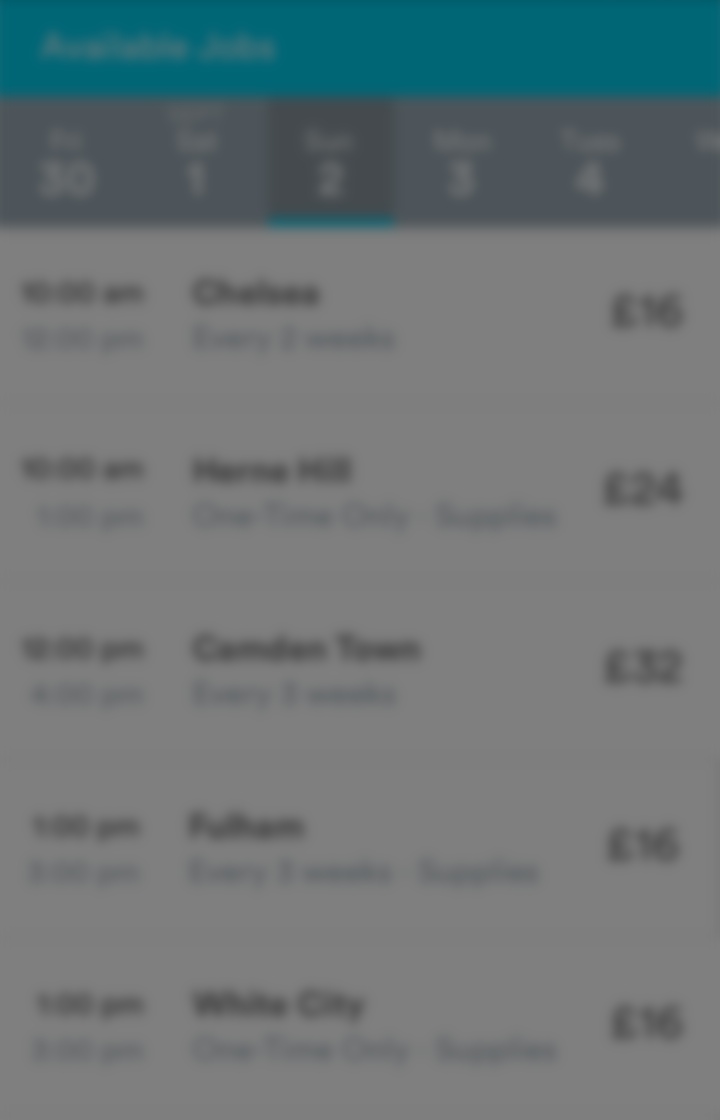 Available Jobs
Fri Sat Sun Mon Tues
30 1 2 3 4
10:00 am Chelsea £16
12:00 pm Every 2 weeks
10:00 am Herne Hill £24
1:00 pm One-Time Only · Supplies
12:00 pm Camden Town £32
4:00 pm Every 3 weeks
1:00 pm Fulham £16
3:00 pm Every 3 weeks · Supplies
1:00 pm White City £16
3:00 pm One-Time Only · Supplies